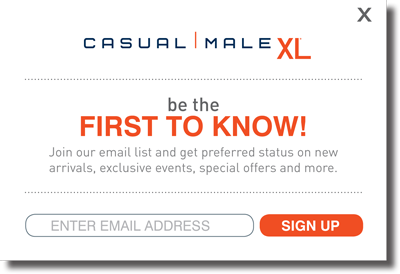 X
CASUAL | MALE XL
be the
FIRST TO KNOW!
Join our email list and get preferred status on new
arrivals, exclusive events, special offers and more.
ENTER EMAIL ADDRESS SIGN UP